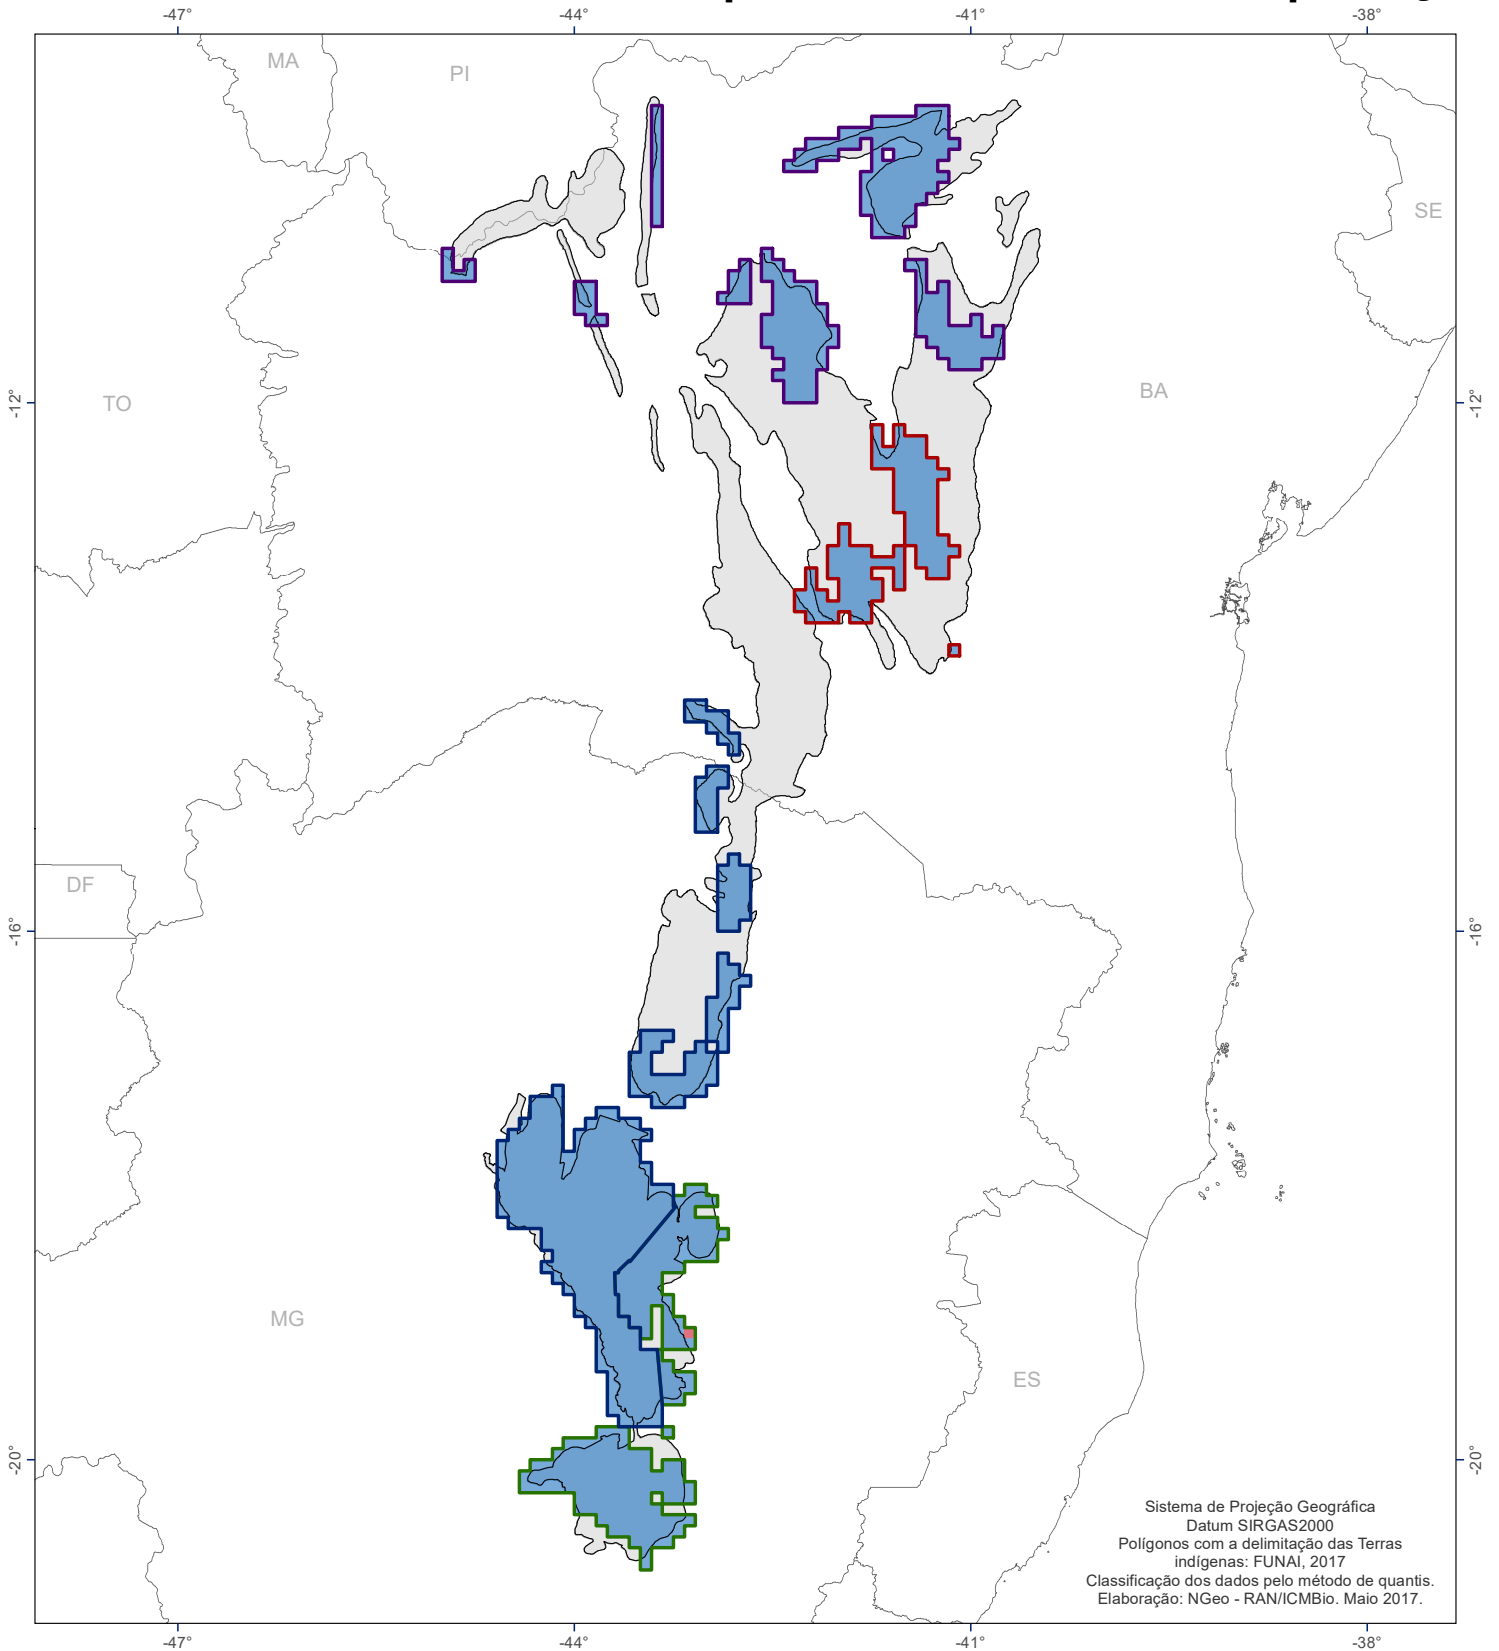 -47°
-44°
-41°
-38°
MA
PI
SE
-12°
-12°
TO
BA
DF
-16°
-16°
MG
ES
-20°
-20°
Sistema de Projeção Geográfica
Datum SIRGAS2000
Polígonos com a delimitação das Terras
indígenas: FUNAI, 2017
Classificação dos dados pelo método de quantis.
Elaboração: NGeo - RAN/ICMBio. Maio 2017.
-47°
-44°
-41°
-38°